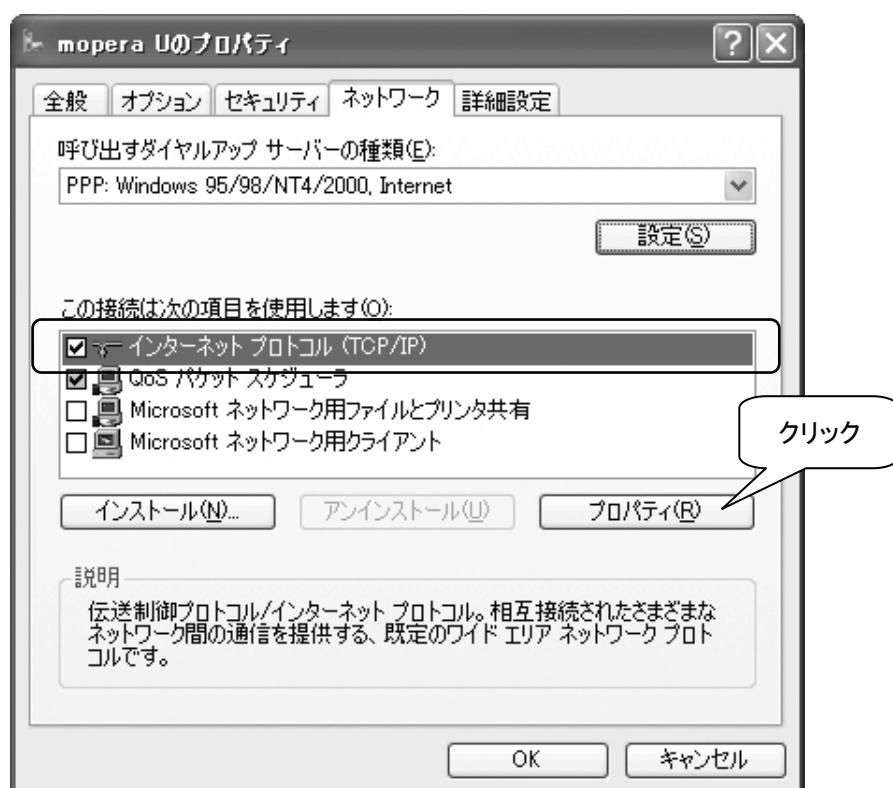 mopera Uのプロパティ
全般 オプション セキュリティ ネットワーク 詳細設定
呼び出すダイヤルアップ サーバーの種類(E):
PPP: Windows 95/98/NT4/2000, Internet
設定(S)
この接続は次の項目を使用します(O):
インターネット プロトコル (TCP/IP)
QoS パケット スケジューラ
Microsoft ネットワーク用ファイルとプリンタ共有
Microsoft ネットワーク用クライアント
クリック
インストール(N)... アンインストール(U) プロパティ(R)
説明
伝送制御プロトコル/インターネット プロトコル。相互接続されたさまざまな
ネットワーク間の通信を提供する、既定のワイド エリア ネットワーク プロト
コルです。
OK キャンセル